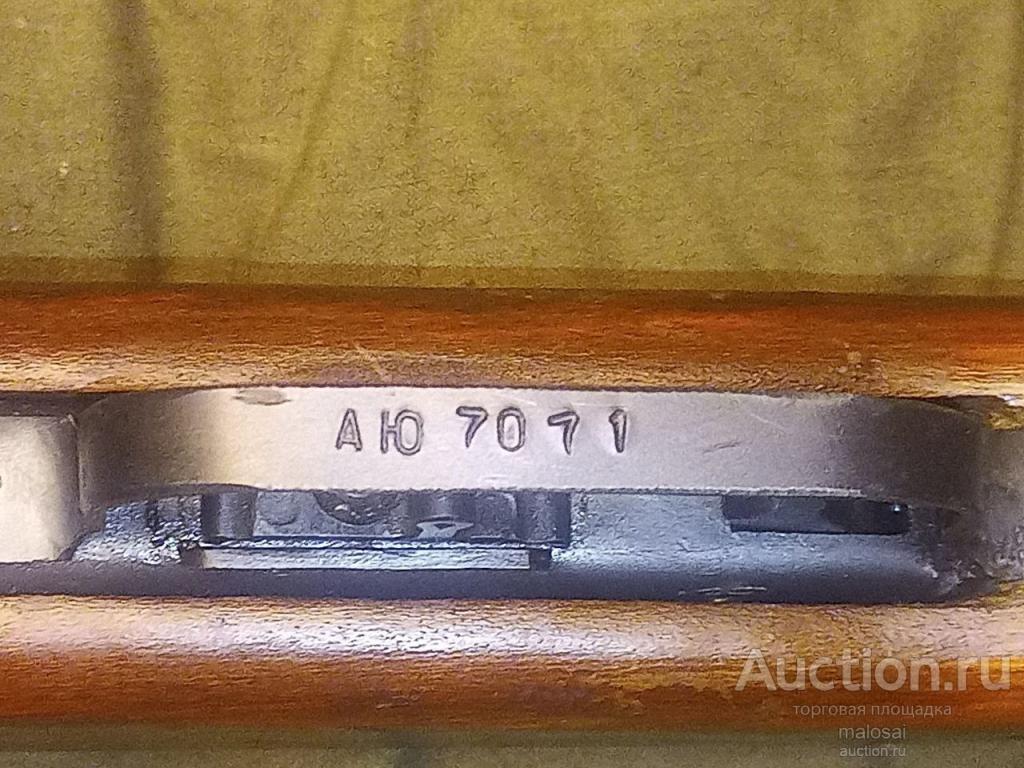 АЮ 7071
Auction.ru
торговая площадка
malosai
auction.ru